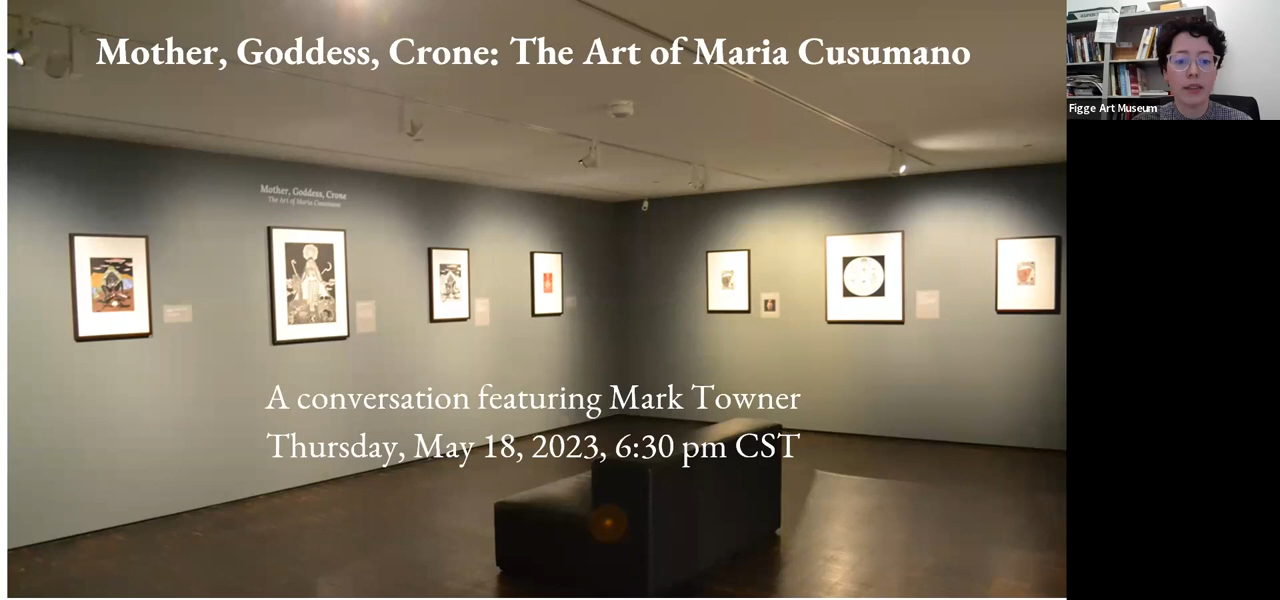 Mother, Goddess, Crone: The Art of Maria Cusumano
Figge Art Museum
Mother, Goddess, Crone
The Art of Maria Cusumano
A conversation featuring Mark Towner
Thursday, May 18, 2023, 6:30 pm CST